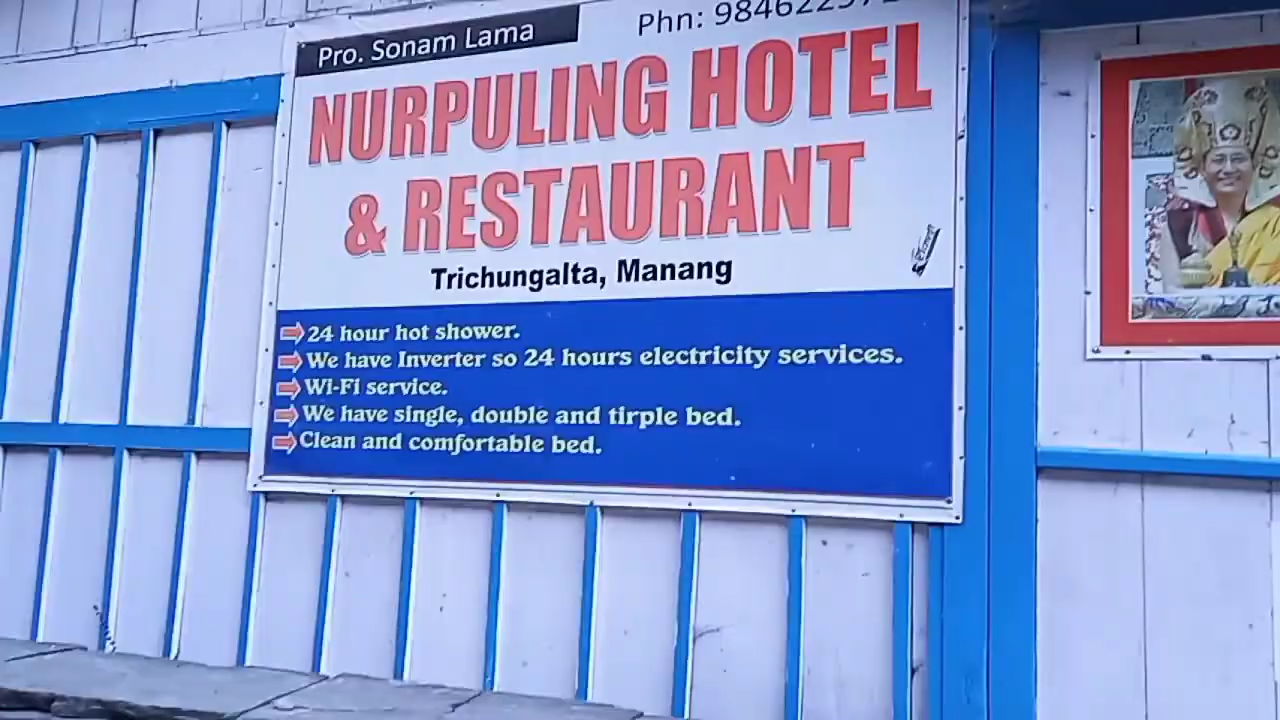 Pro. Sonam Lama
Phn:
NURPULING HOTEL
& RESTAURANT
Trichungalta, Manang
24 hour hot shower.
We have Inverter so 24 hours electricity services.
Wi-Fi service.
We have single, double and tirple bed.
Clean and comfortable bed.